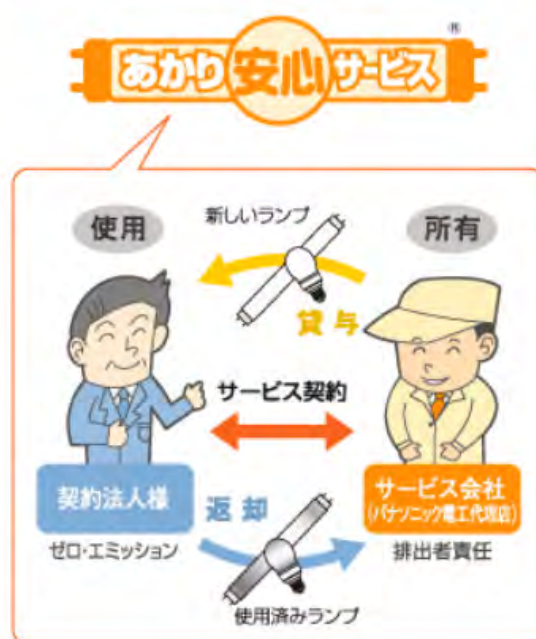 ®
あかり安心サービス
使用
新しいランプ
所有
貸与
サービス契約
契約法人様
返却
サービス会社
(パナソニック電工代理店)
ゼロ・エミッション
排出者責任
使用済みランプ